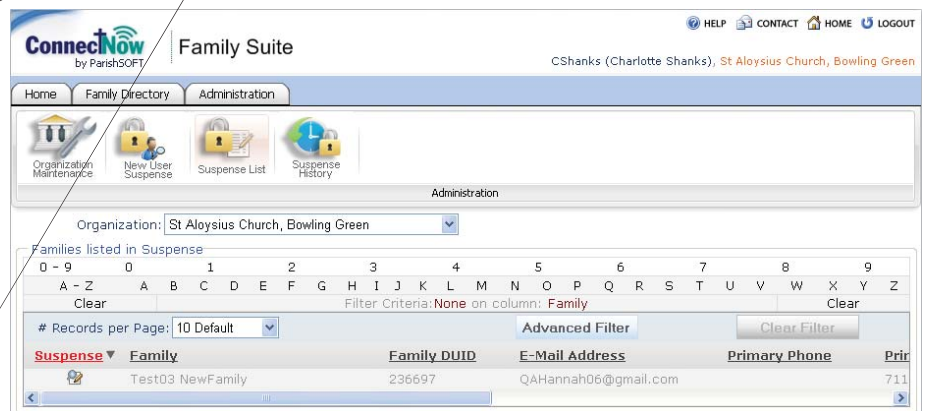 HELP CONTACT HOME LOGOUT
ConnectNow
by ParishSOFT
Family Suite
CShanks (Charlotte Shanks), St Aloysius Church, Bowling Green
Home Family Directory Administration
Organization Maintenance
New User Suspense
Suspense List
Suspense History
Administration
Organization: St Aloysius Church, Bowling Green
Families listed in Suspense
0 - 9 0 1 2 3 4 5 6 7 8 9
A - Z A B C D E F G H I J K L M N O P Q R S T U V W X Y Z
Clear Filter Criteria: None on column: Family Clear
# Records per Page: 10 Default Advanced Filter Clear Filter
Suspense Family Family DUID E-Mail Address Primary Phone Prir
Test03 NewFamily 236697 QAHannah06@gmail.com 711